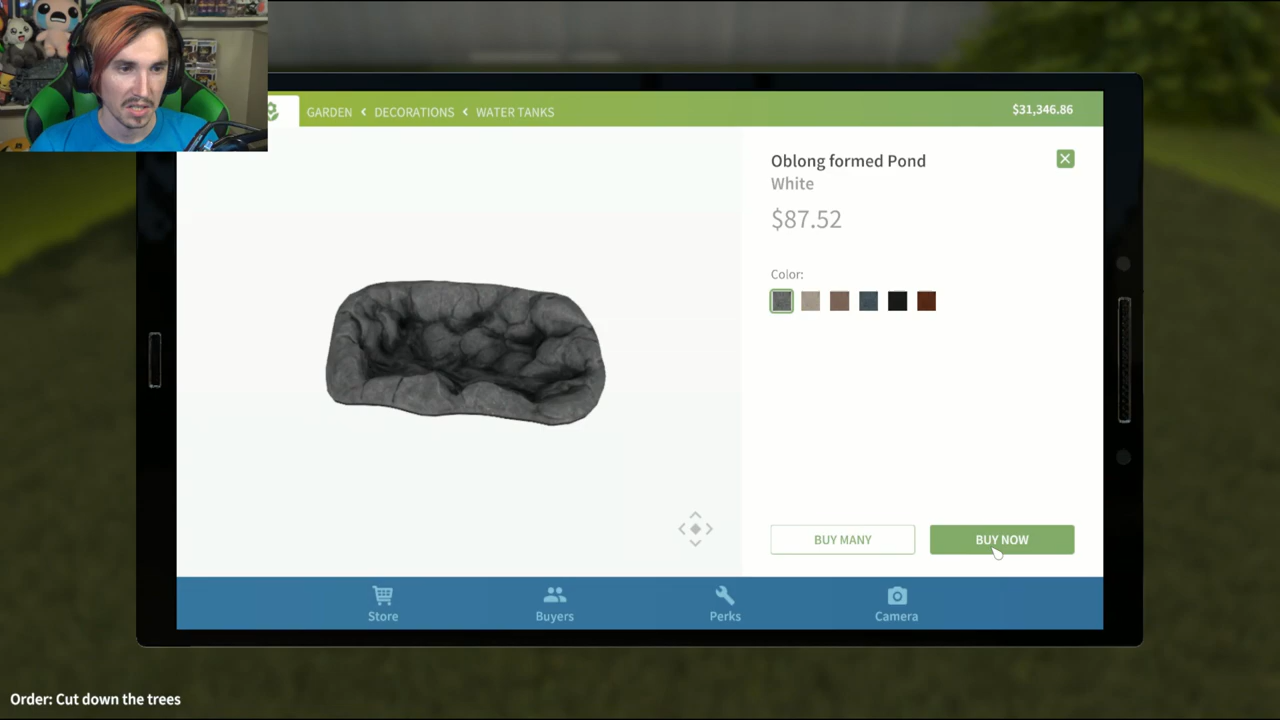 GARDEN < DECORATIONS < WATER TANKS
$31,346.86
Oblong formed Pond
White
$87.52
Color:
BUY MANY
BUY NOW
Store
Buyers
Perks
Camera
Order: Cut down the trees